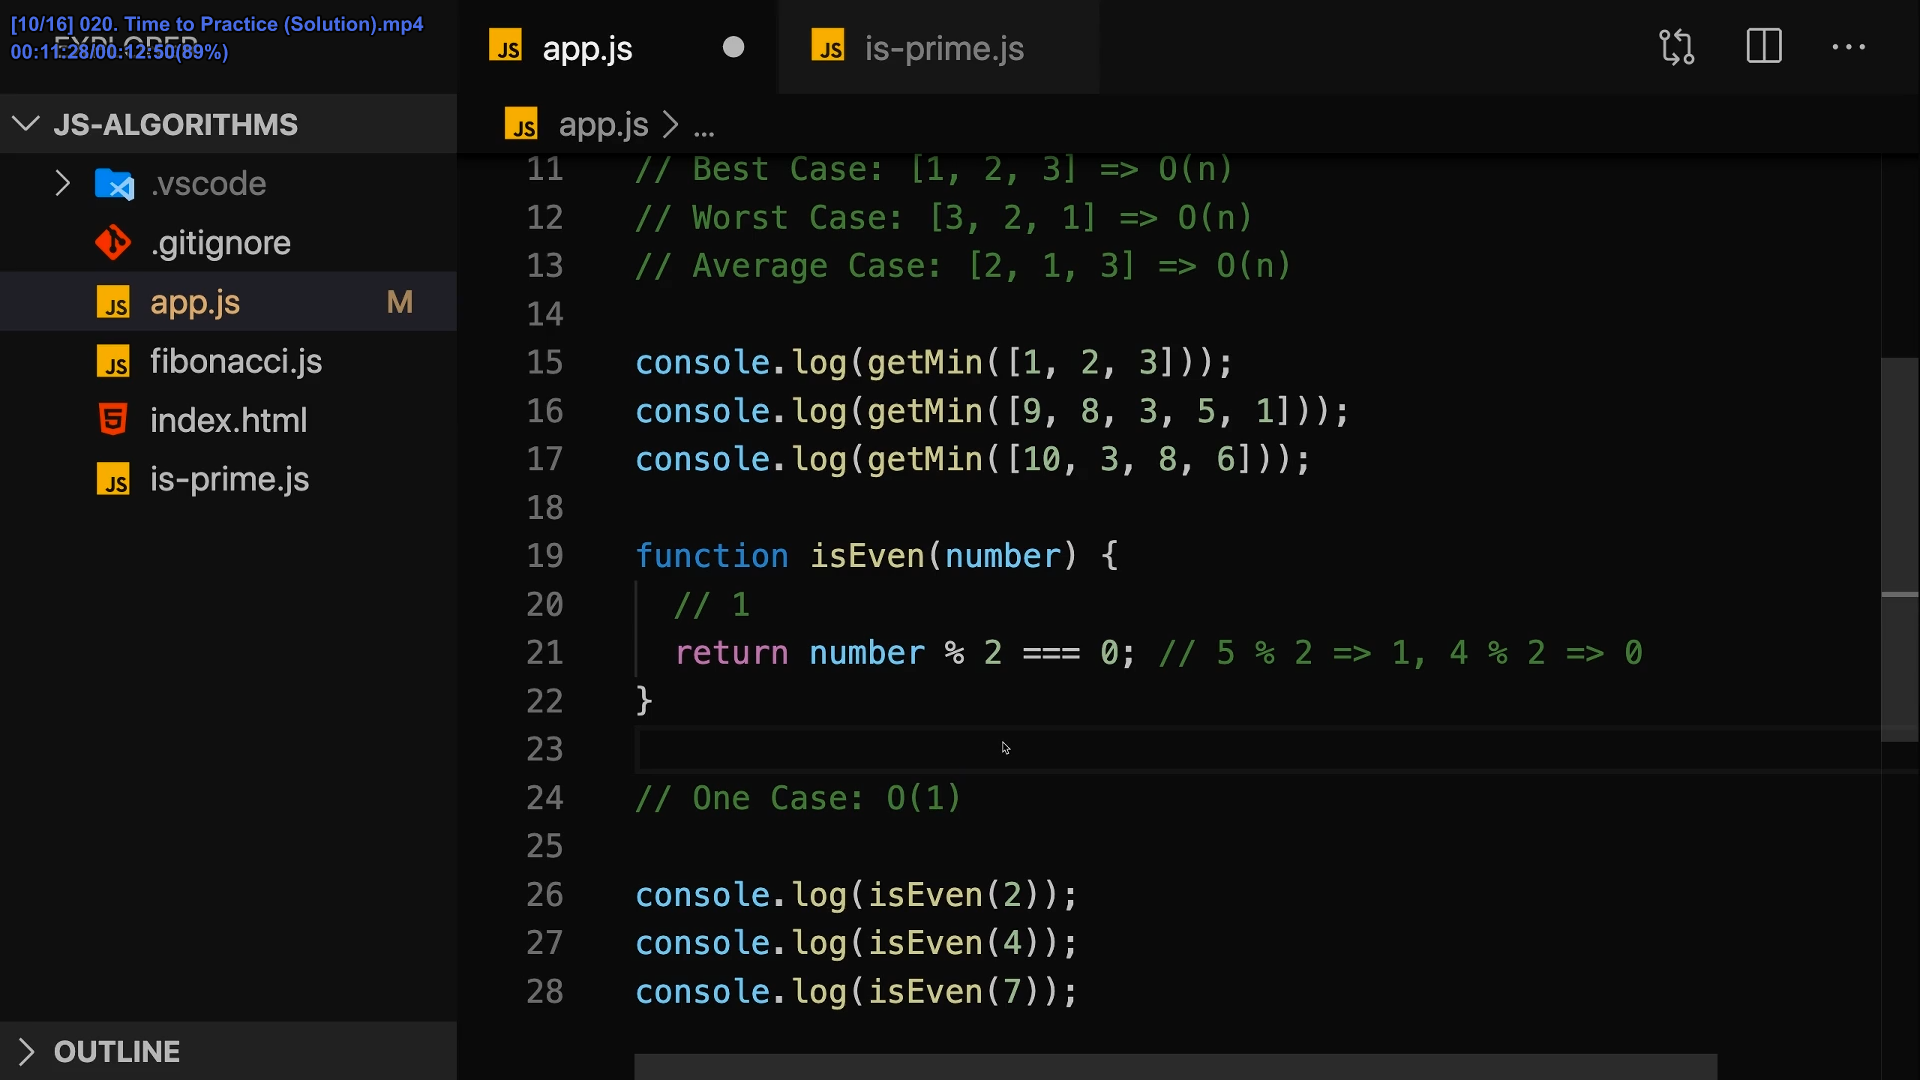 [10/16] 020. Time to Practice (Solution).mp4
00:11:28/00:12:50(89%)
EXPLORER
JS-ALGORITHMS
.vscode
.gitignore
app.js M
fibonacci.js
index.html
is-prime.js
OUTLINE
JS app.js
JS is-prime.js
JS app.js > ...
11 // Best Case: [1, 2, 3] => O(n)
12 // Worst Case: [3, 2, 1] => O(n)
13 // Average Case: [2, 1, 3] => O(n)
14
15 console.log(getMin([1, 2, 3]));
16 console.log(getMin([9, 8, 3, 5, 1]));
17 console.log(getMin([10, 3, 8, 6]));
18
19 function isEven(number) {
20 // 1
21 return number % 2 === 0; // 5 % 2 => 1, 4 % 2 => 0
22 }
23
24 // One Case: O(1)
25
26 console.log(isEven(2));
27 console.log(isEven(4));
28 console.log(isEven(7));